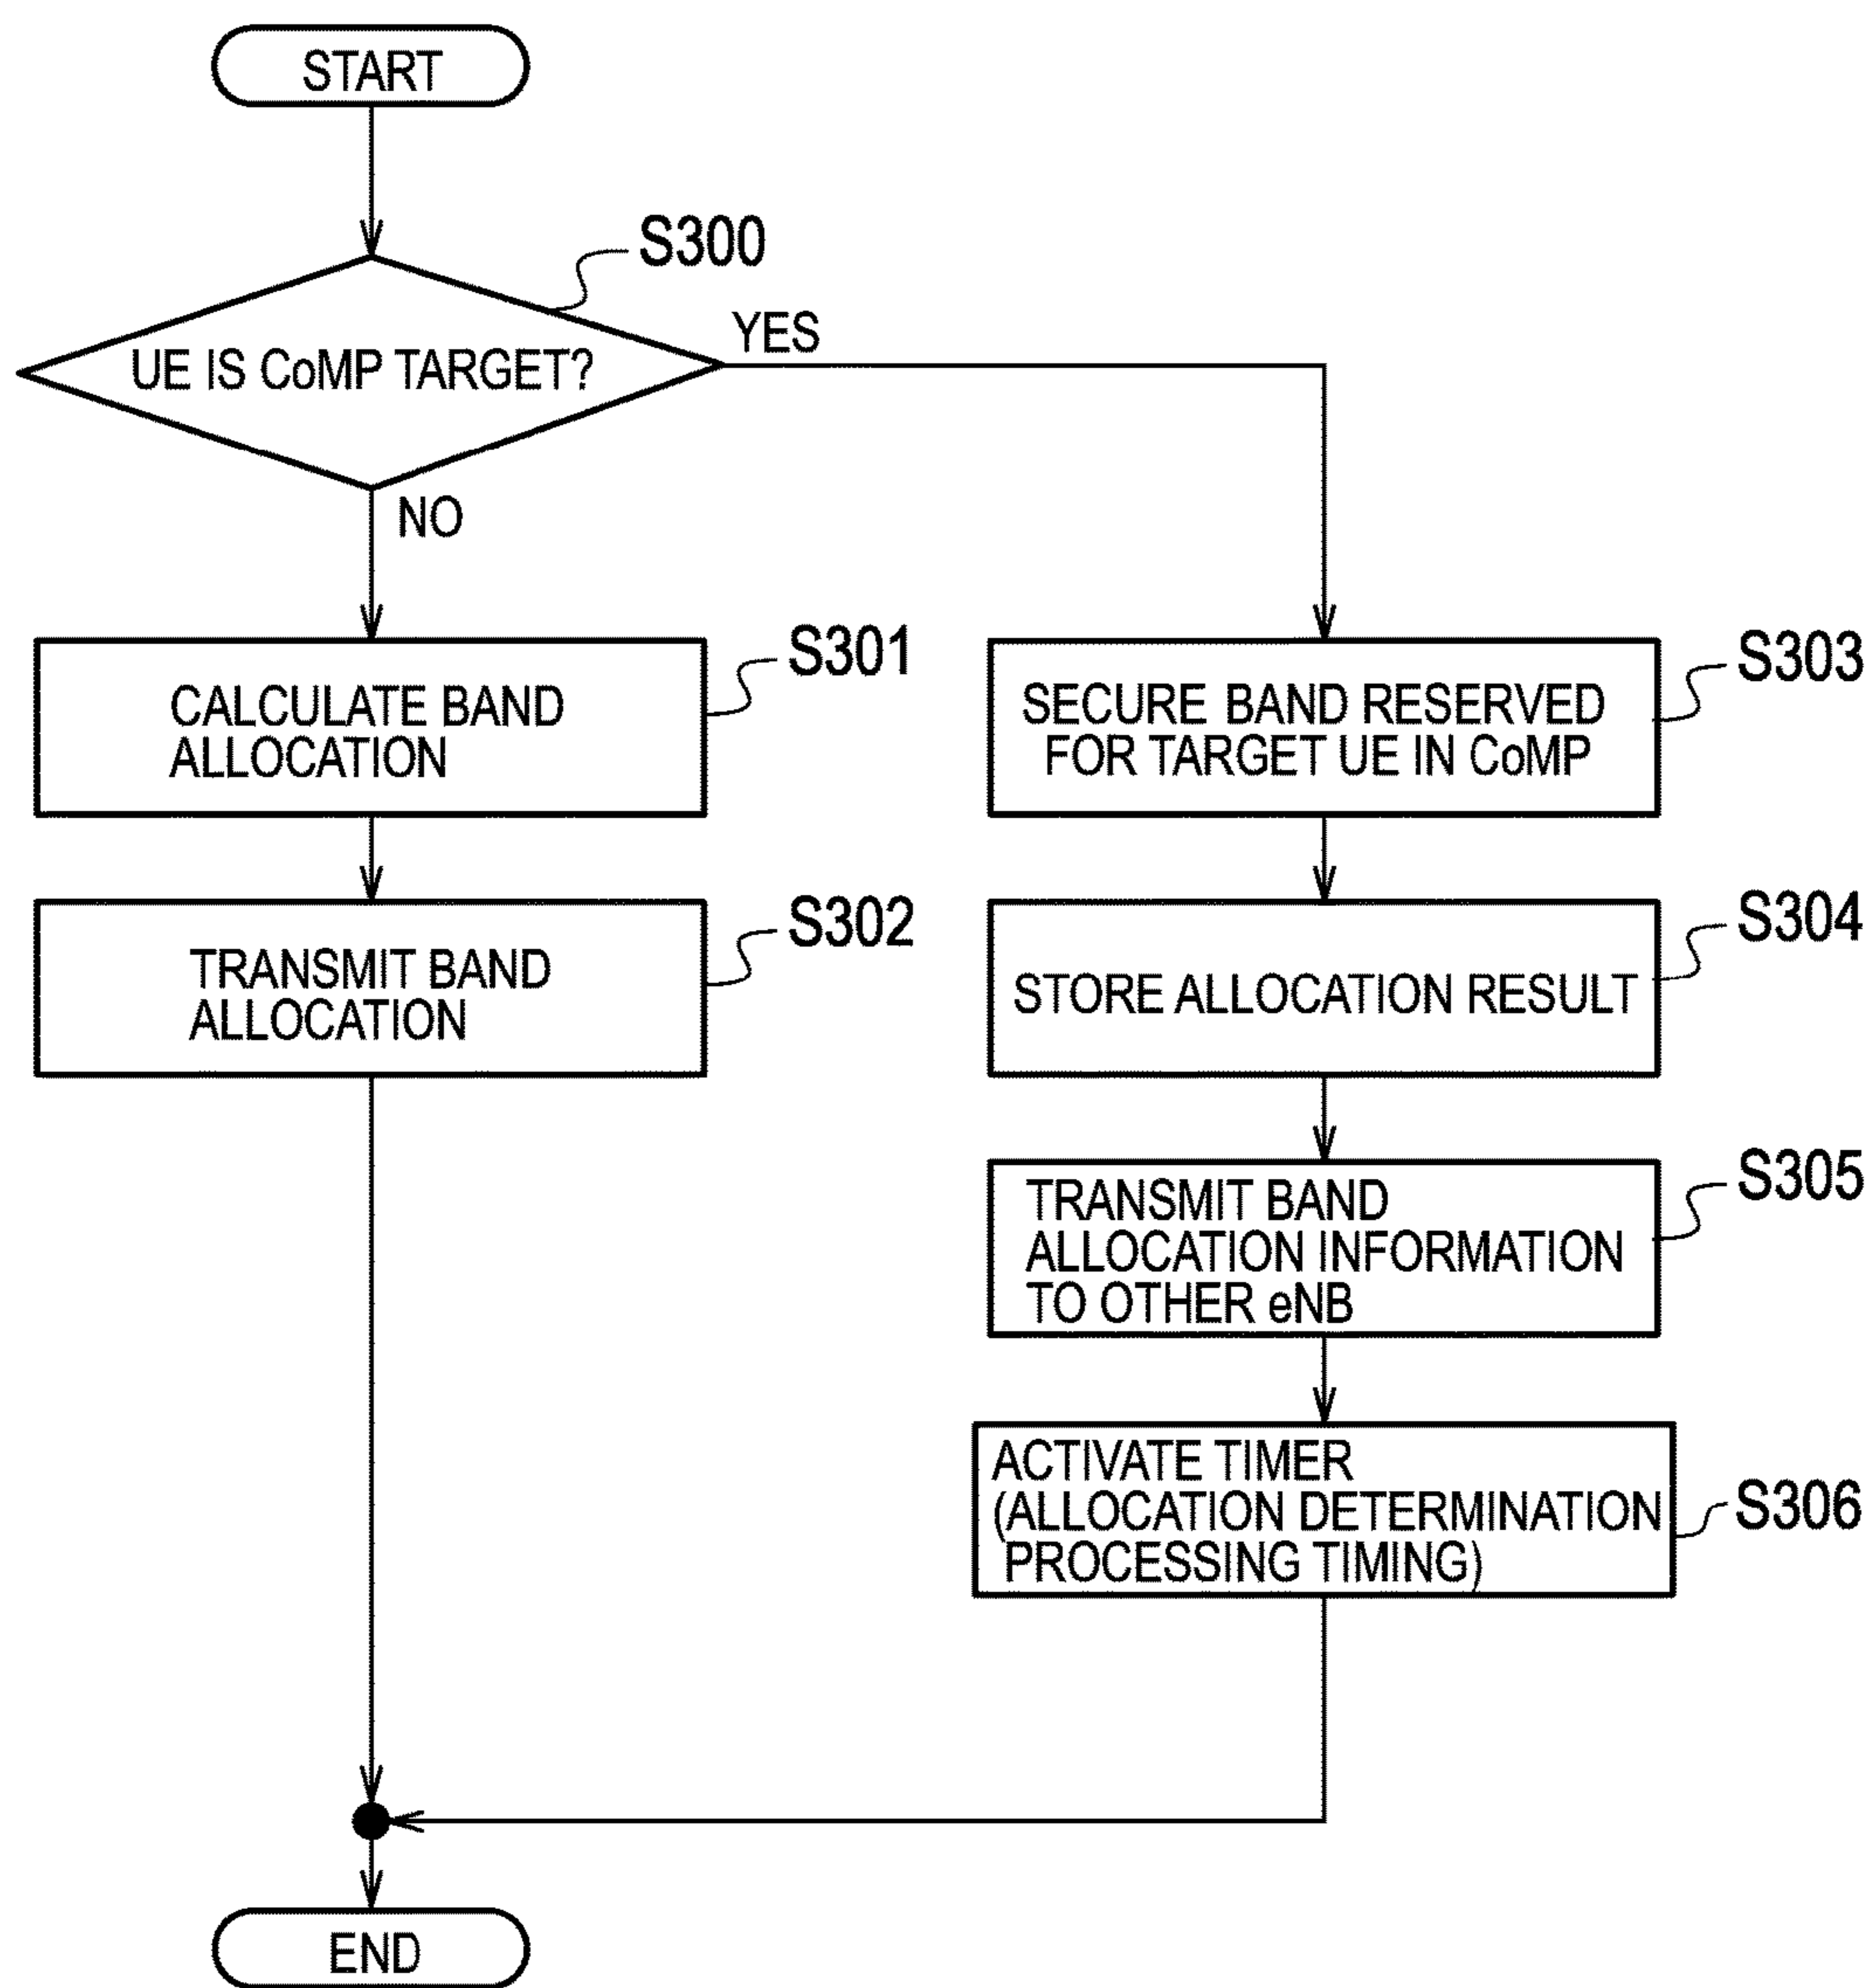 START
S300
UE IS CoMP TARGET?
YES
NO
CALCULATE BAND
ALLOCATION
S301
TRANSMIT BAND
ALLOCATION
S302
SECURE BAND RESERVED
FOR TARGET UE IN CoMP
S303
STORE ALLOCATION RESULT
S304
TRANSMIT BAND
ALLOCATION INFORMATION
TO OTHER eNB
S305
ACTIVATE TIMER
(ALLOCATION DETERMINATION
PROCESSING TIMING)
S306
END